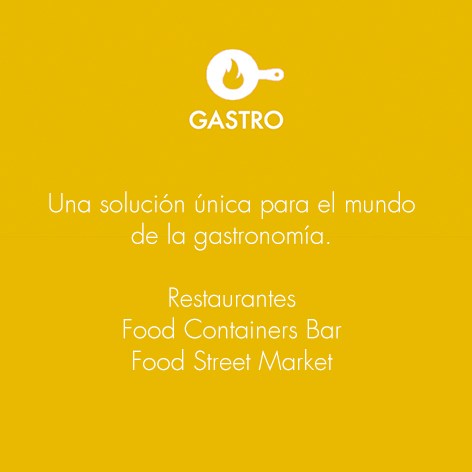 GASTRO
Una solución única para el mundo
de la gastronomía.
Restaurantes
Food Containers Bar
Food Street Market